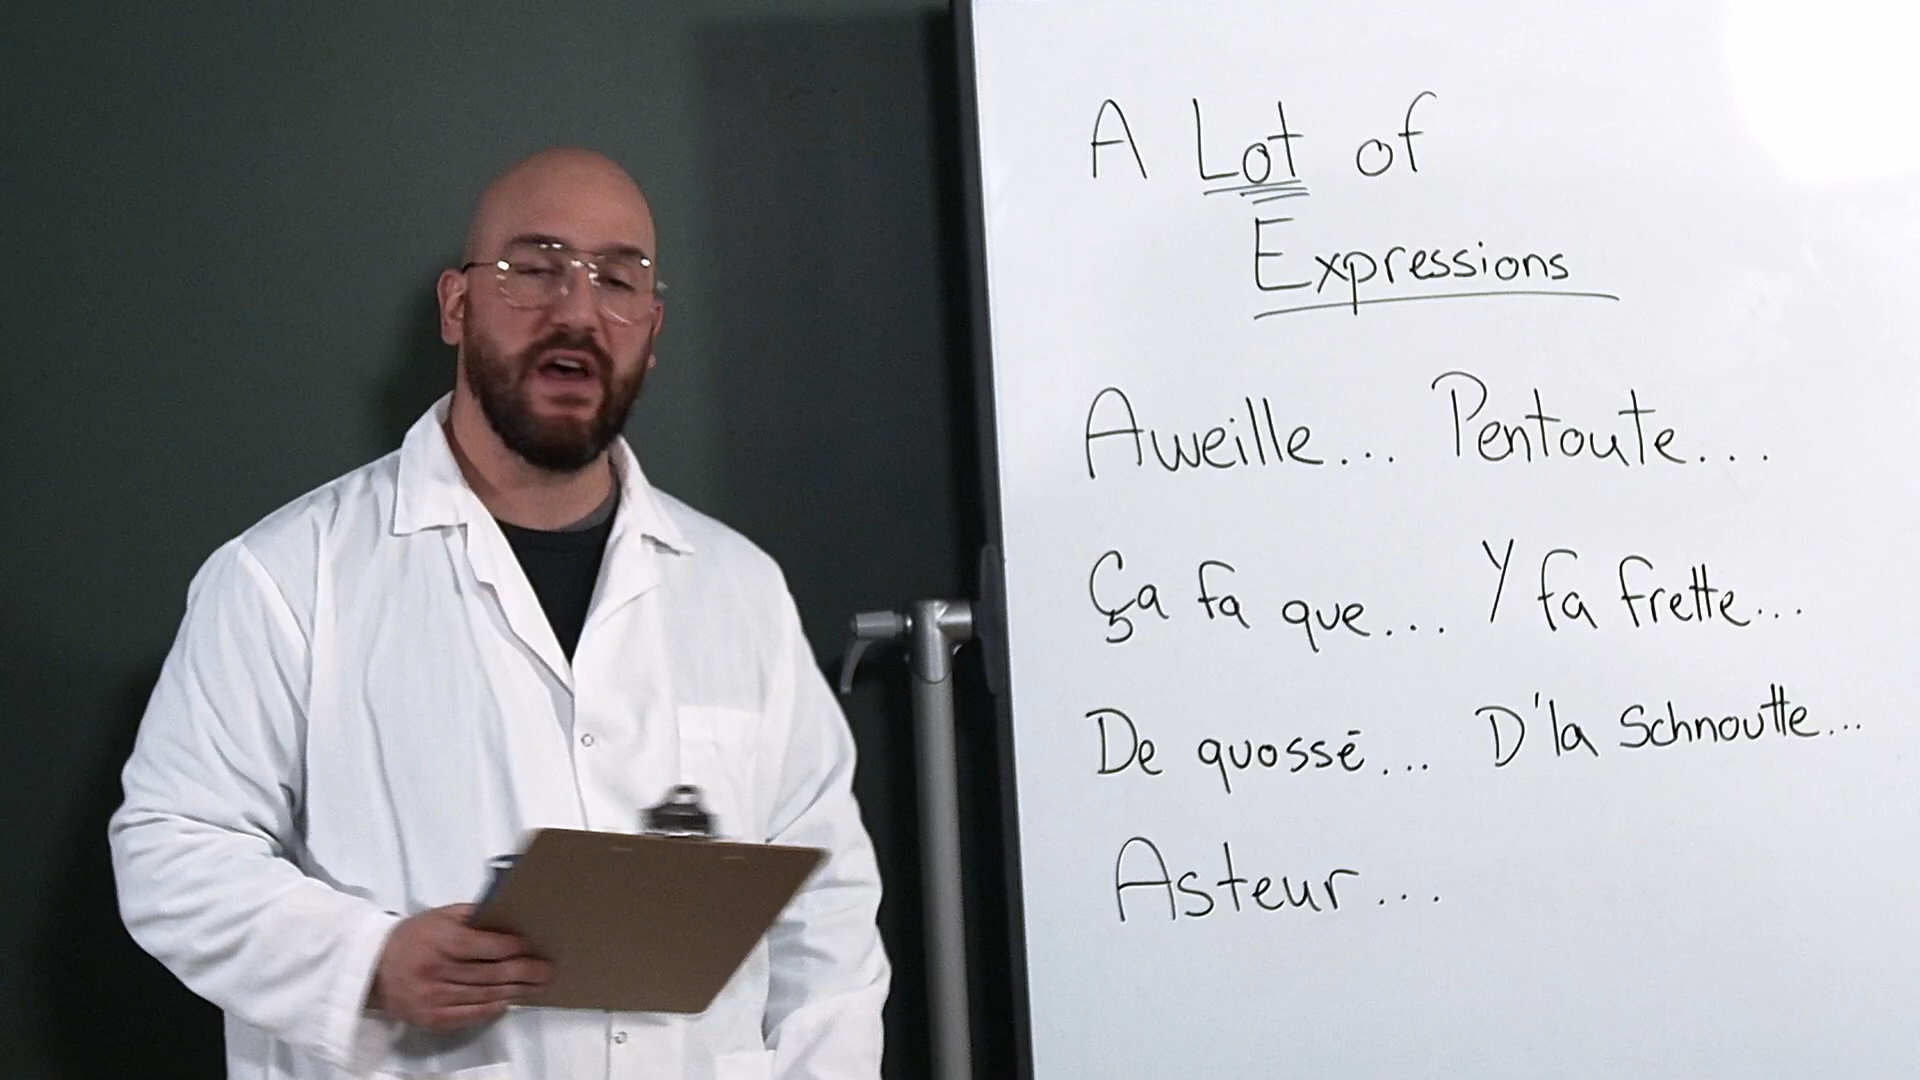 A Lot of
Expressions
Aweille... Pentoute...
Ça fa que... Y fa frette...
De quossé... D'la Schnoutte...
Asteur...